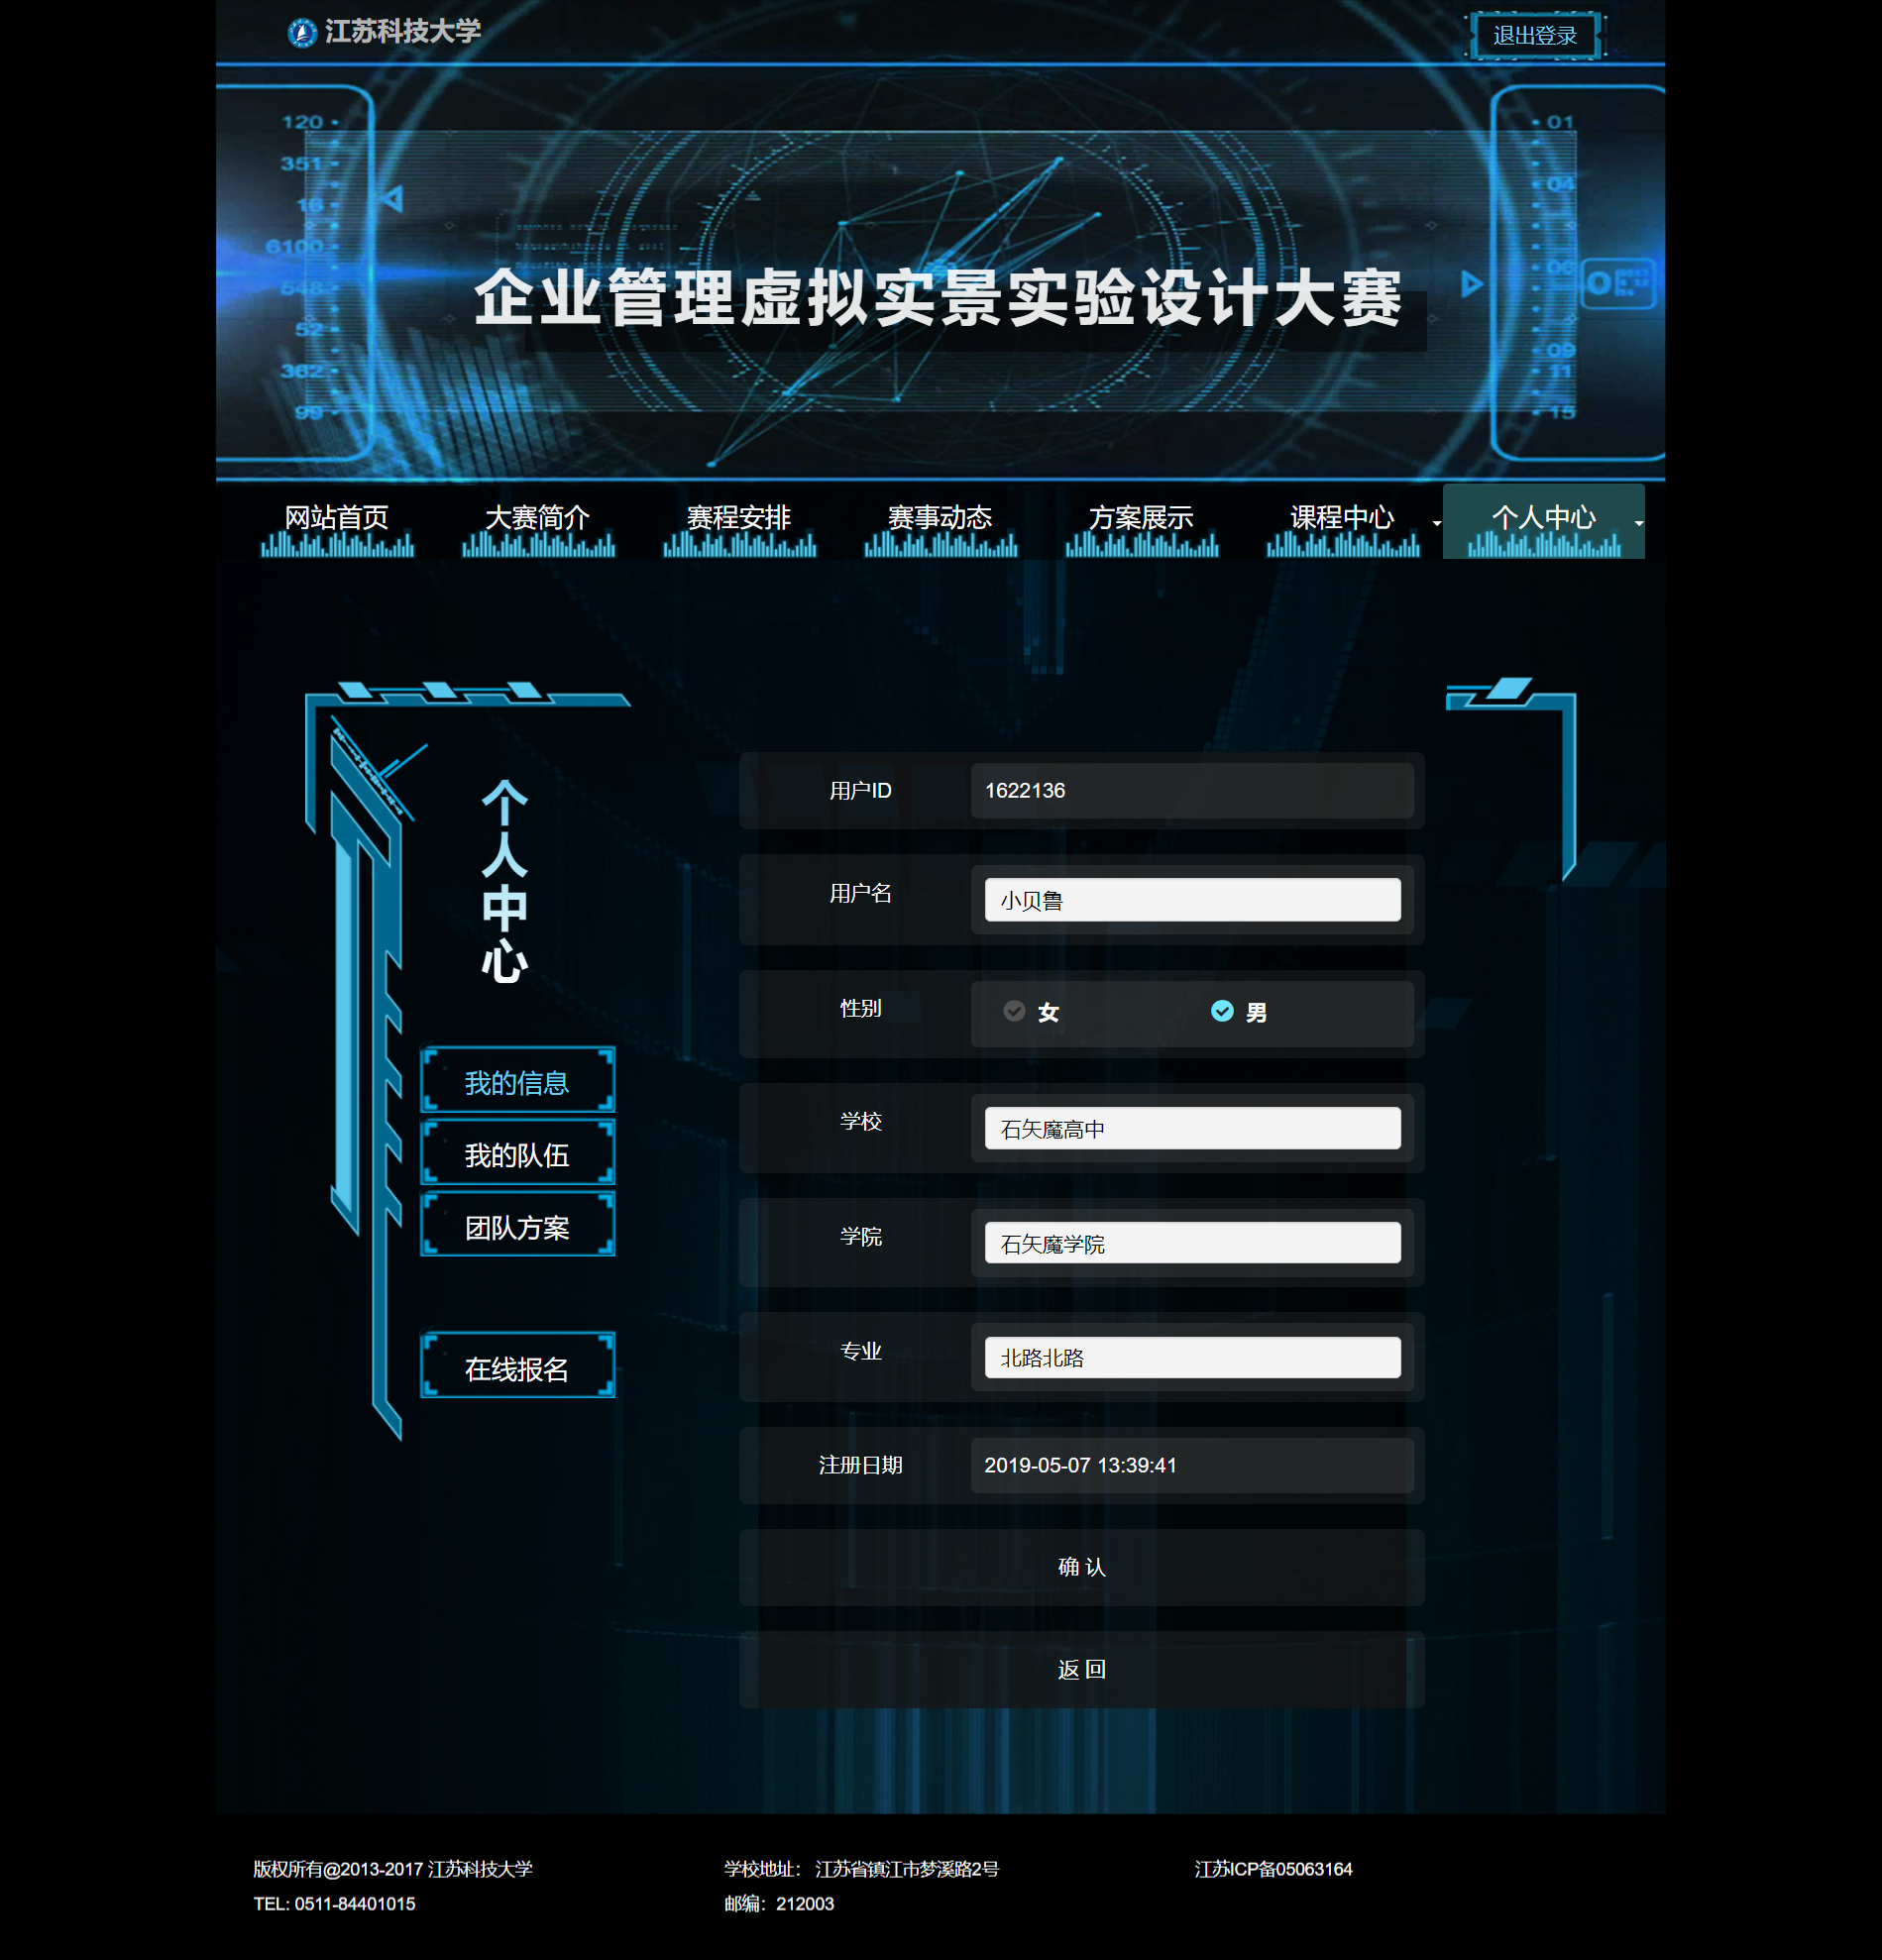 江苏科技大学
退出登录
120
351
16
6100
548
52
362
99
01
04
06
09
11
15
企业管理虚拟实景实验设计大赛
网站首页 大赛简介 赛程安排 赛事动态 方案展示 课程中心 个人中心
个人中心
我的信息
我的队伍
团队方案
在线报名
用户ID 1622136
用户名 小贝鲁
性别 女 男
学校 石矢魔高中
学院 石矢魔学院
专业 北路北路
注册日期 2019-05-07 13:39:41
确 认
返 回
版权所有@2013-2017 江苏科技大学 学校地址： 江苏省镇江市梦溪路2号 江苏ICP备05063164
TEL: 0511-84401015 邮编：212003